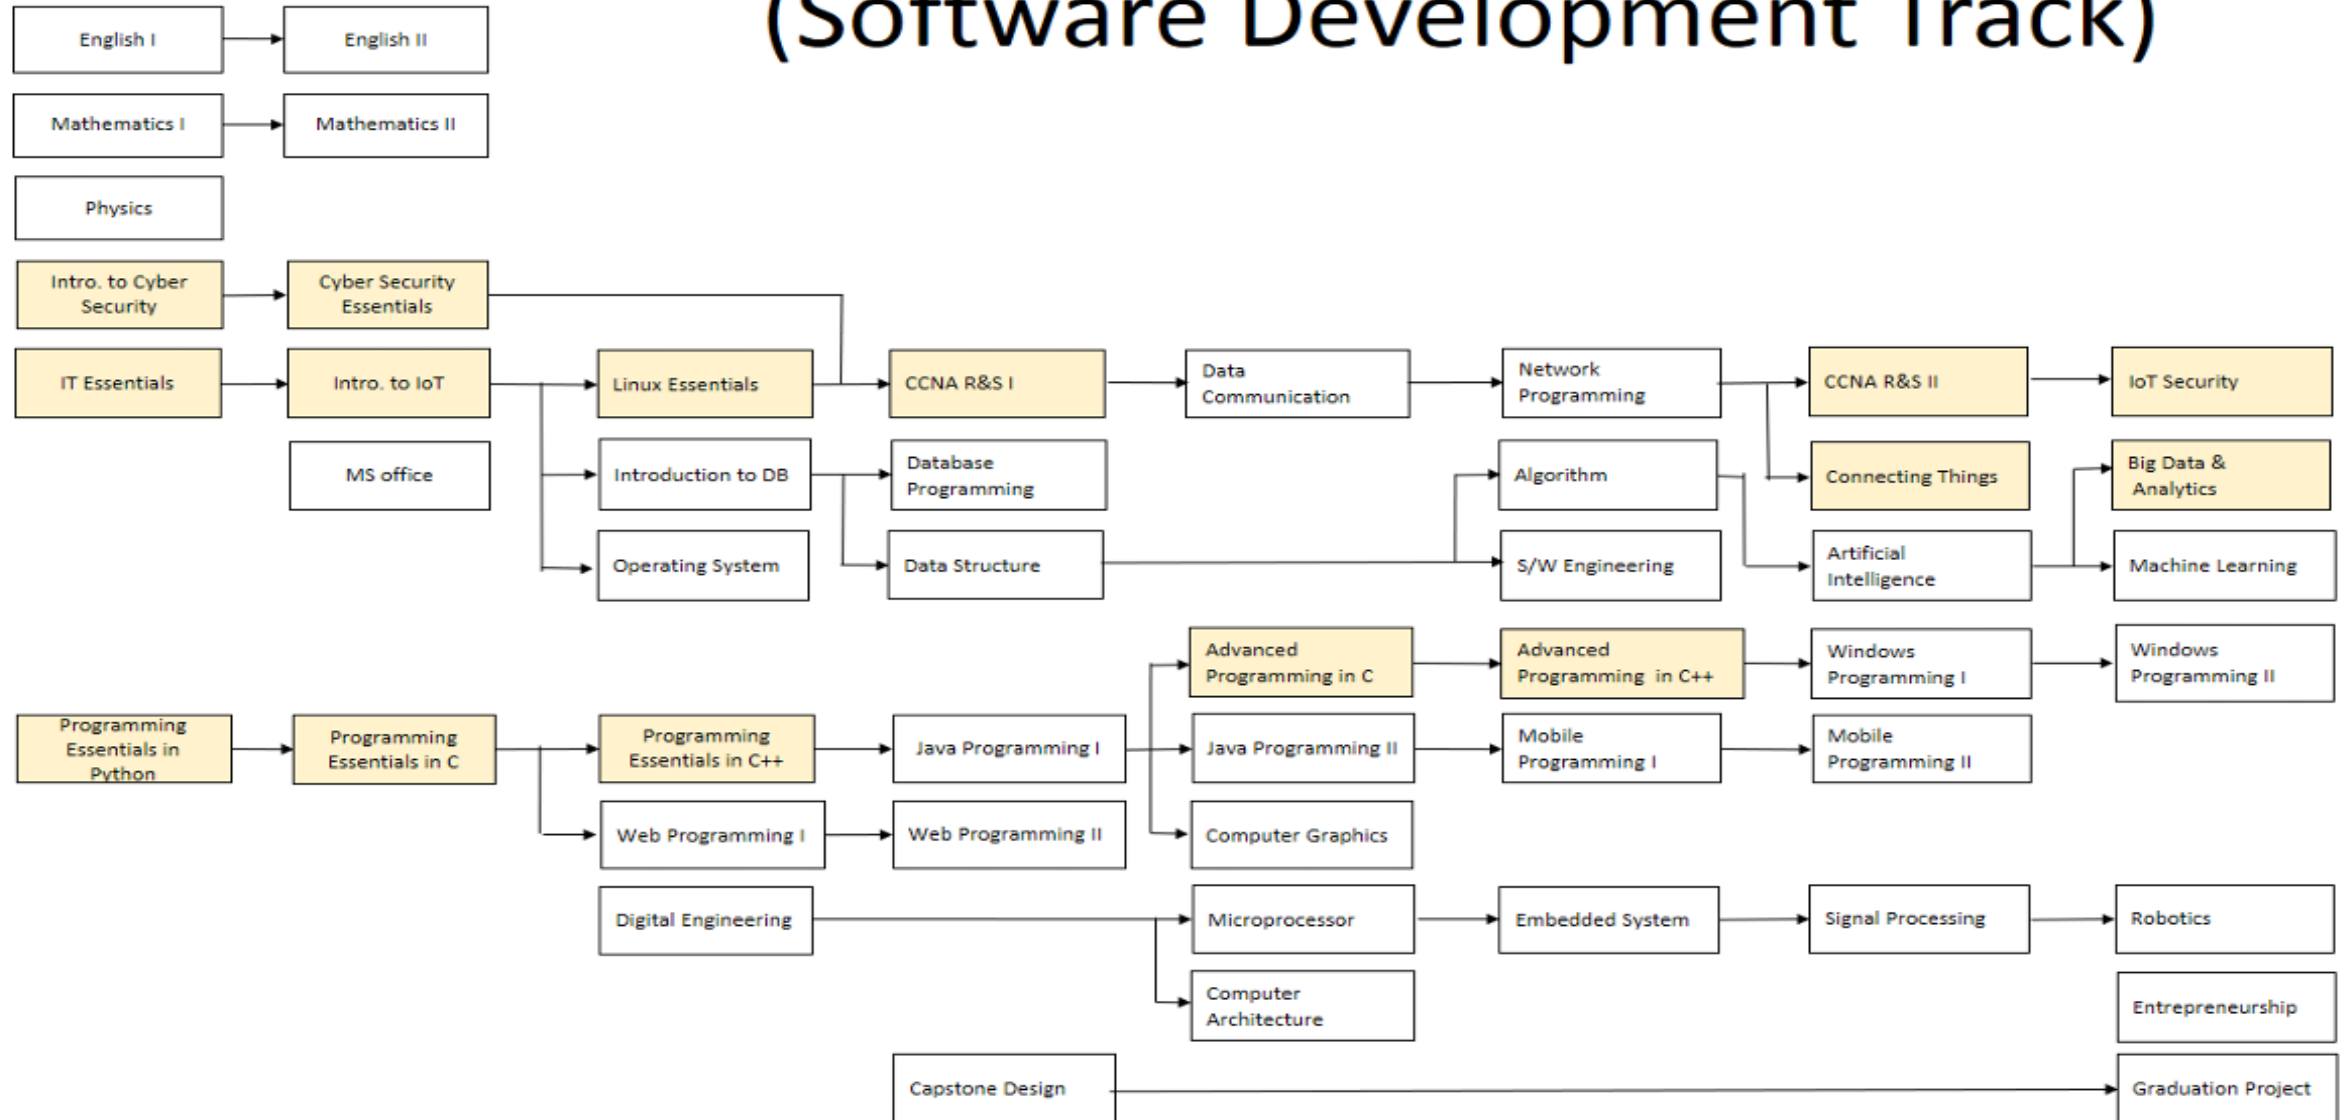 (Software Development Track)
English I
English II
Mathematics I
Mathematics II
Physics
Intro. to Cyber
Security
Cyber Security
Essentials
IT Essentials
Intro. to IoT
Linux Essentials
CCNA R&S I
Data
Communication
Network
Programming
CCNA R&S II
IoT Security
MS office
Introduction to DB
Database
Programming
Algorithm
Connecting Things
Big Data &
Analytics
Operating System
Data Structure
S/W Engineering
Artificial
Intelligence
Machine Learning
Advanced
Programming in C
Advanced
Programming in C++
Windows
Programming I
Windows
Programming II
Programming
Essentials in
Python
Programming
Essentials in C
Programming
Essentials in C++
Java Programming I
Java Programming II
Mobile
Programming I
Mobile
Programming II
Web Programming I
Web Programming II
Computer Graphics
Digital Engineering
Microprocessor
Embedded System
Signal Processing
Robotics
Computer
Architecture
Entrepreneurship
Capstone Design
Graduation Project